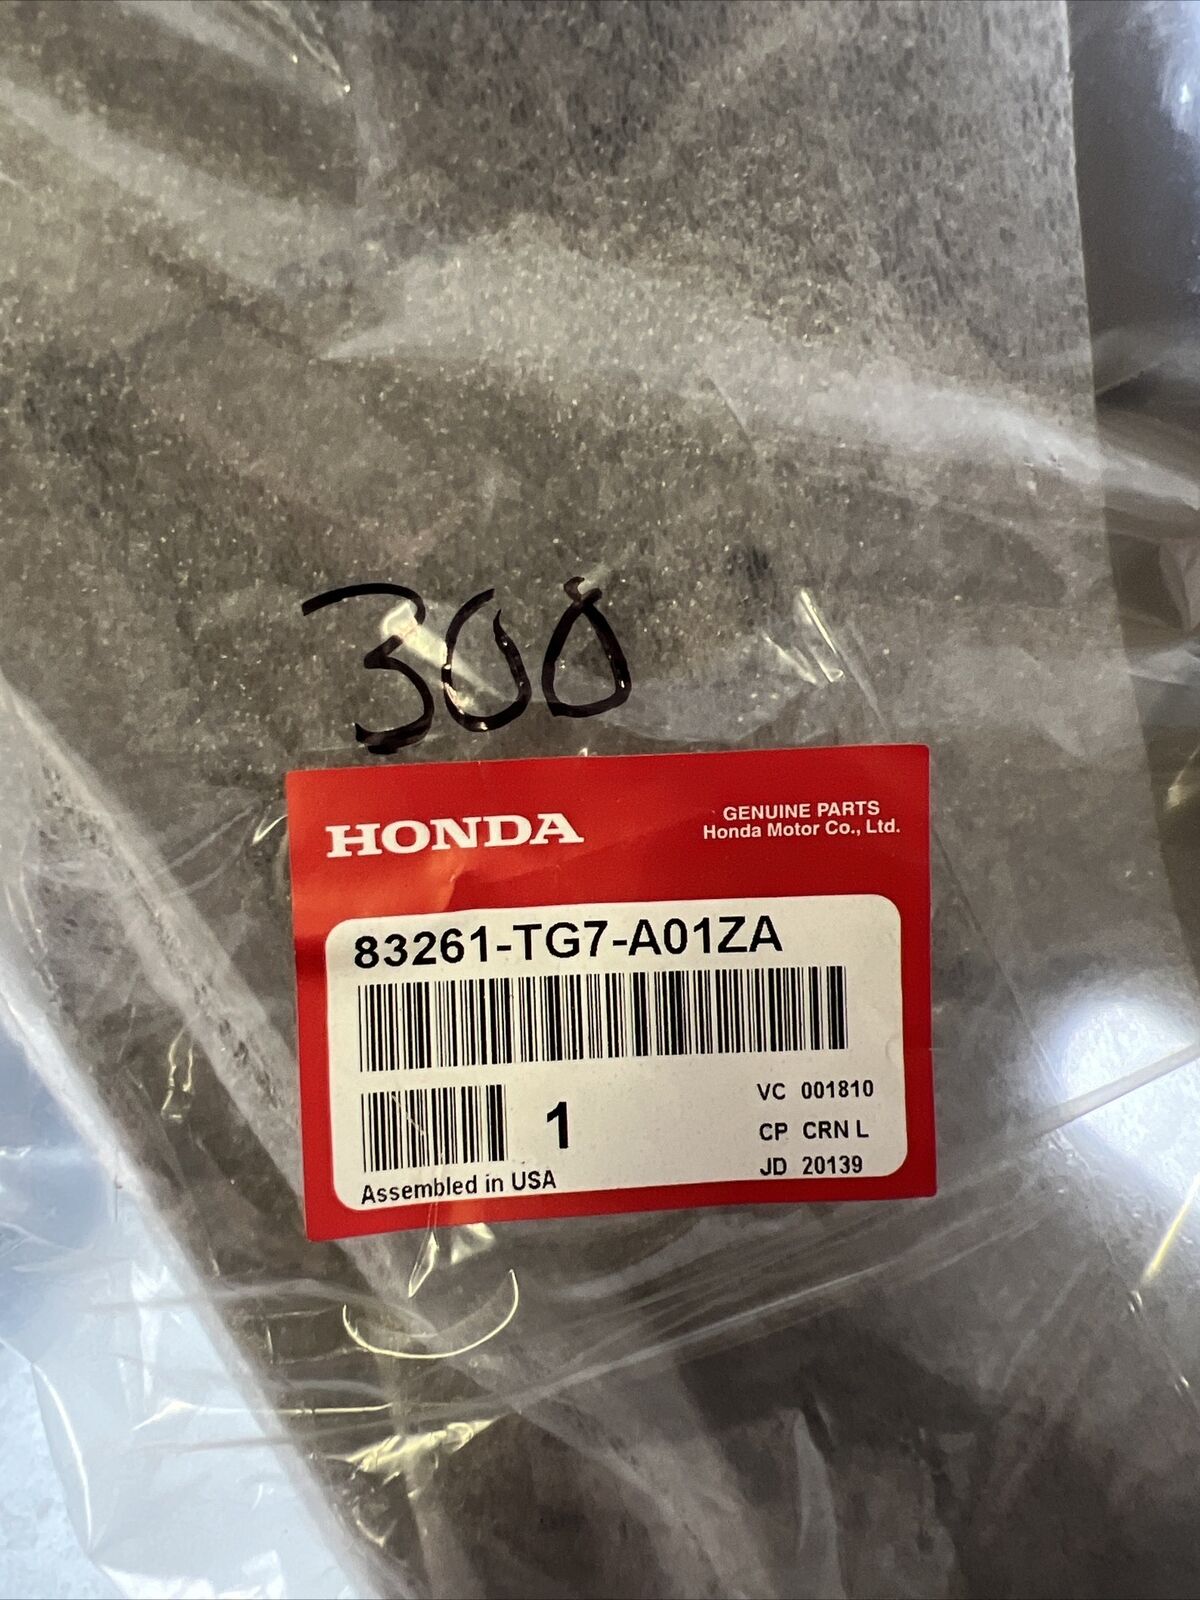 300
HONDA
GENUINE PARTS
Honda Motor Co., Ltd.
83261-TG7-A01ZA
1
VC 001810
CP CRN L
JD 20139
Assembled in USA